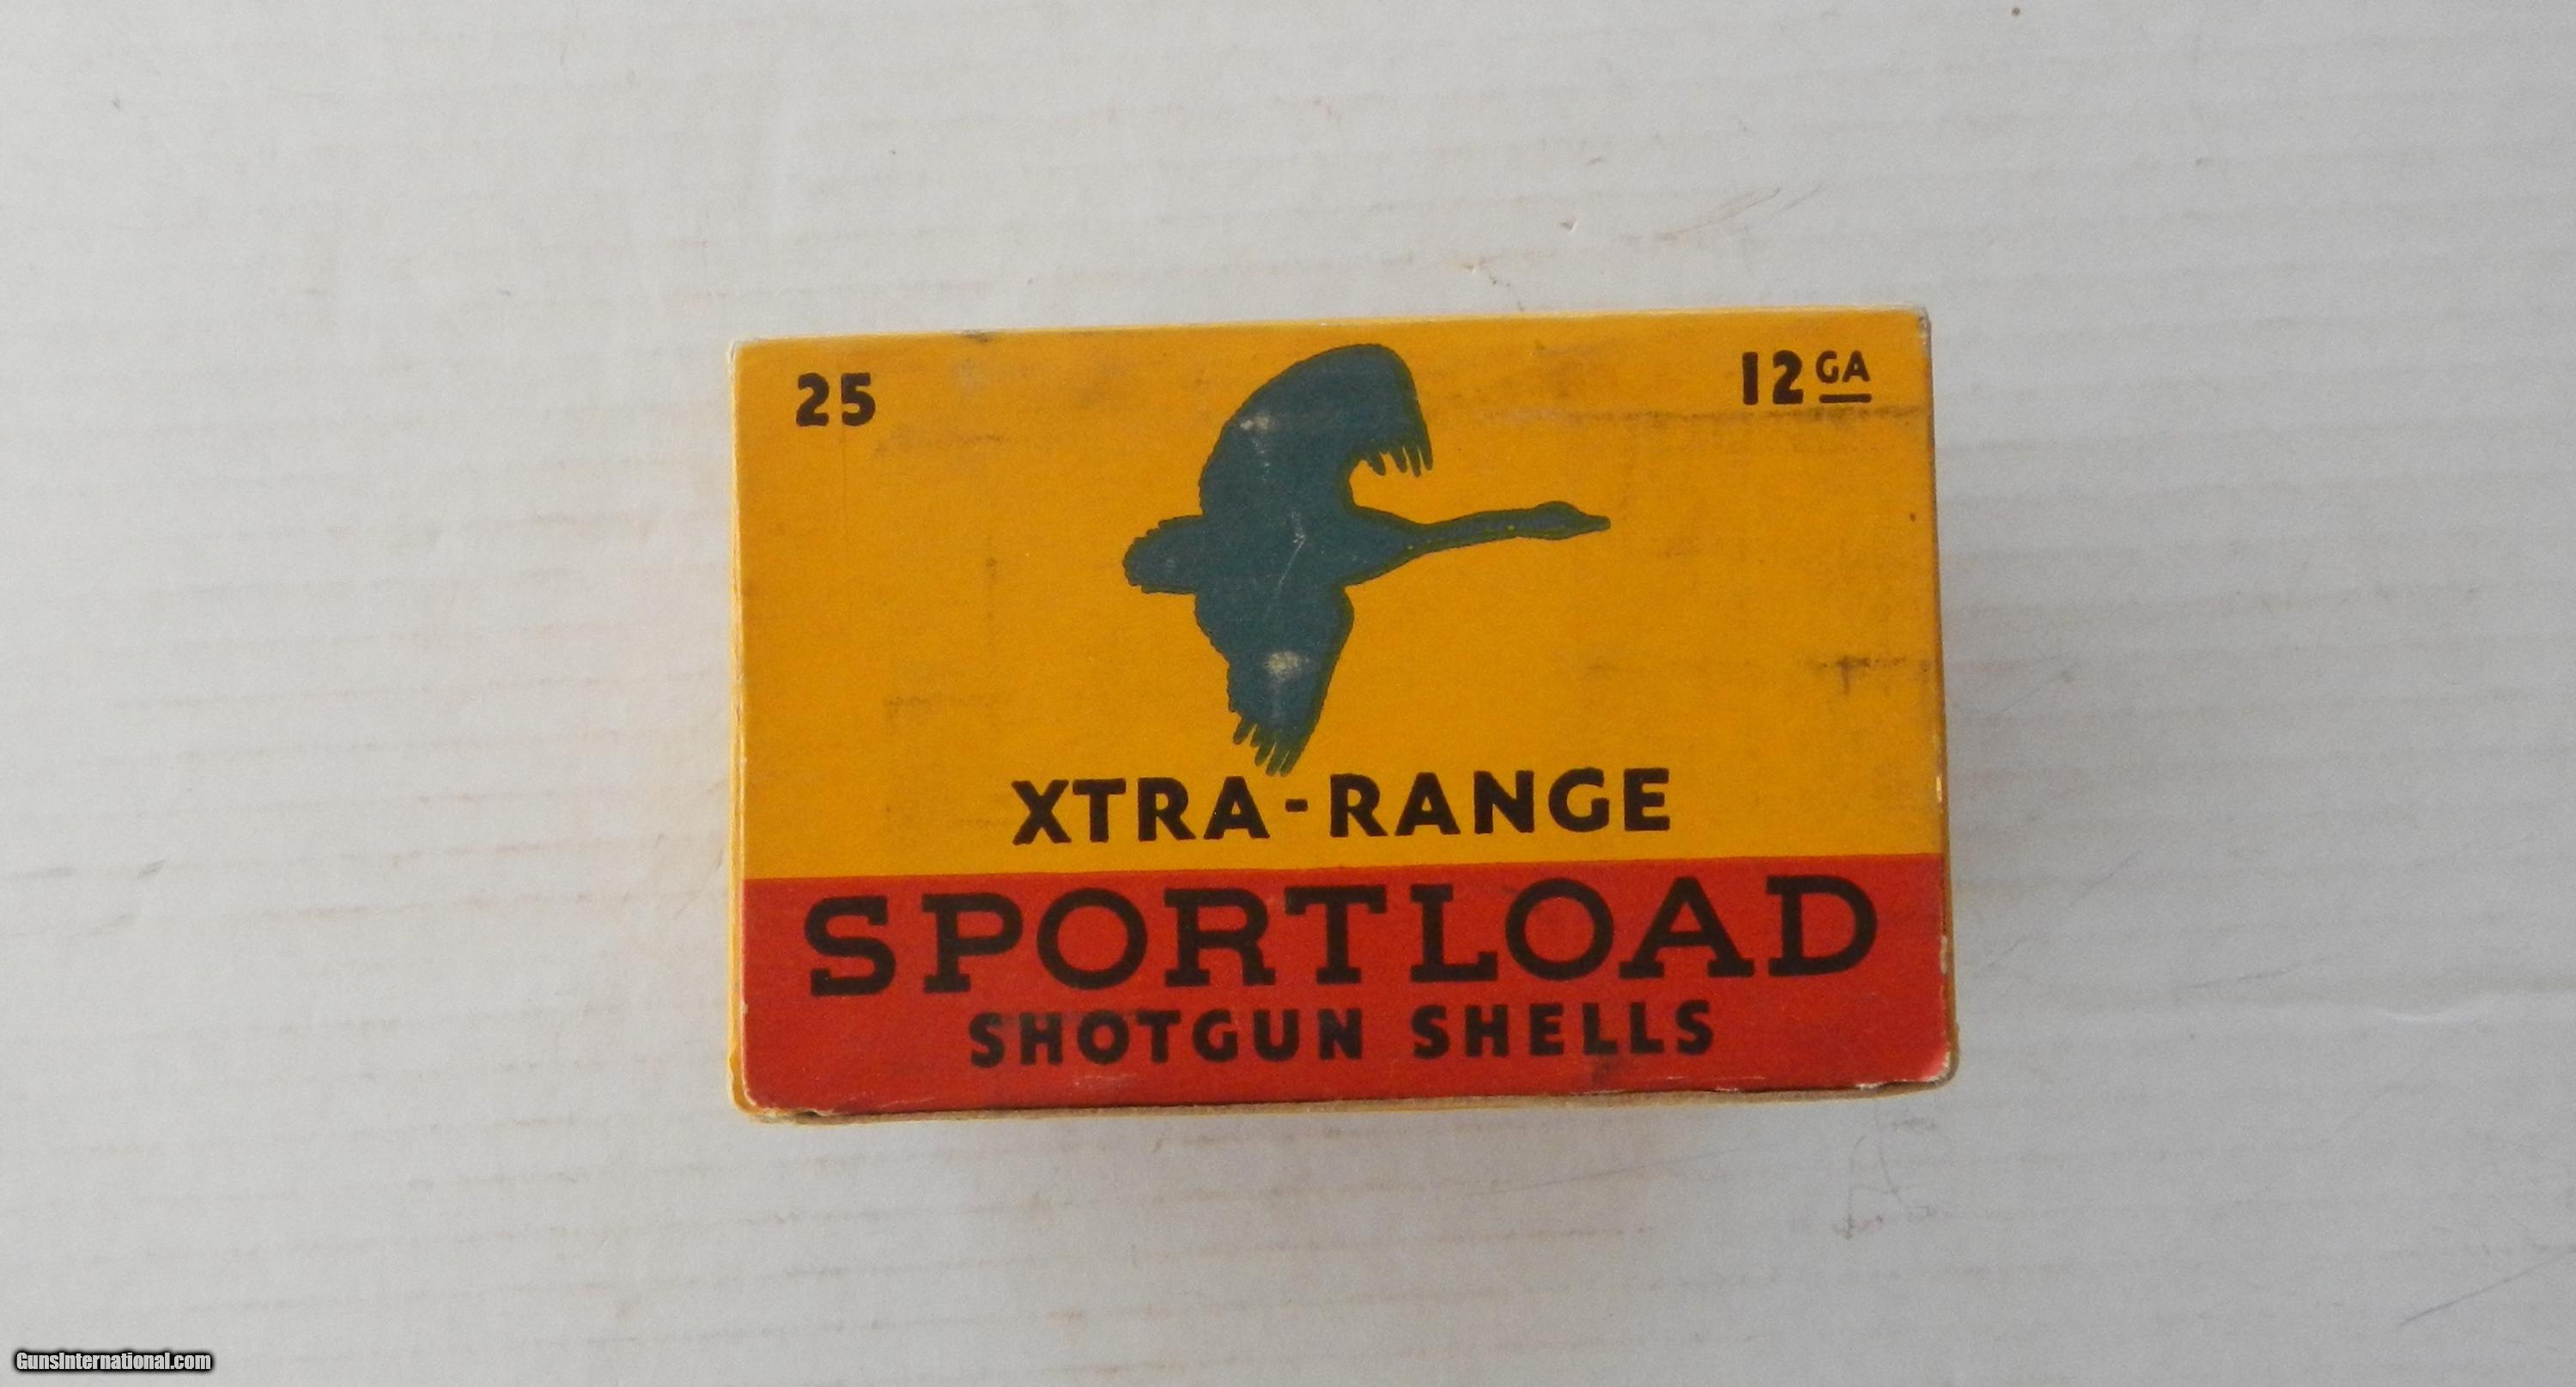 25
12 GA
XTRA-RANGE
SPORTLOAD
SHOTGUN SHELLS
GunsInternational.com